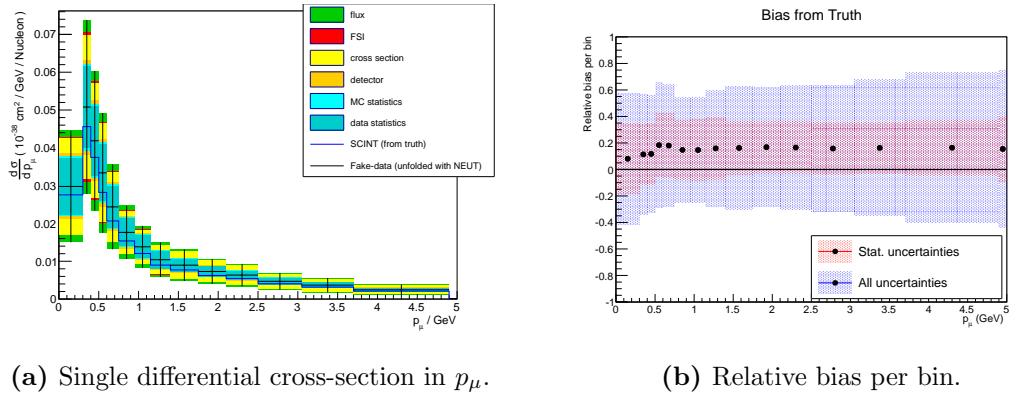 flux
FSI
cross section
detector
MC statistics
data statistics
SCINT (from truth)
Fake-data (unfolded with NEUT)
dσ/dpμ (10⁻³⁸ cm² / GeV / Nucleon)
0.07
0.06
0.05
0.04
0.03
0.02
0.01
0
0 0.5 1 1.5 2 2.5 3 3.5 4 4.5 5
pμ / GeV
(a) Single differential cross-section in pμ.
Bias from Truth
Relative bias per bin
1
0.8
0.6
0.4
0.2
0
-0.2
-0.4
-0.6
-0.8
-1
Stat. uncertainties
All uncertainties
0 0.5 1 1.5 2 2.5 3 3.5 4 4.5 5
pμ (GeV)
(b) Relative bias per bin.